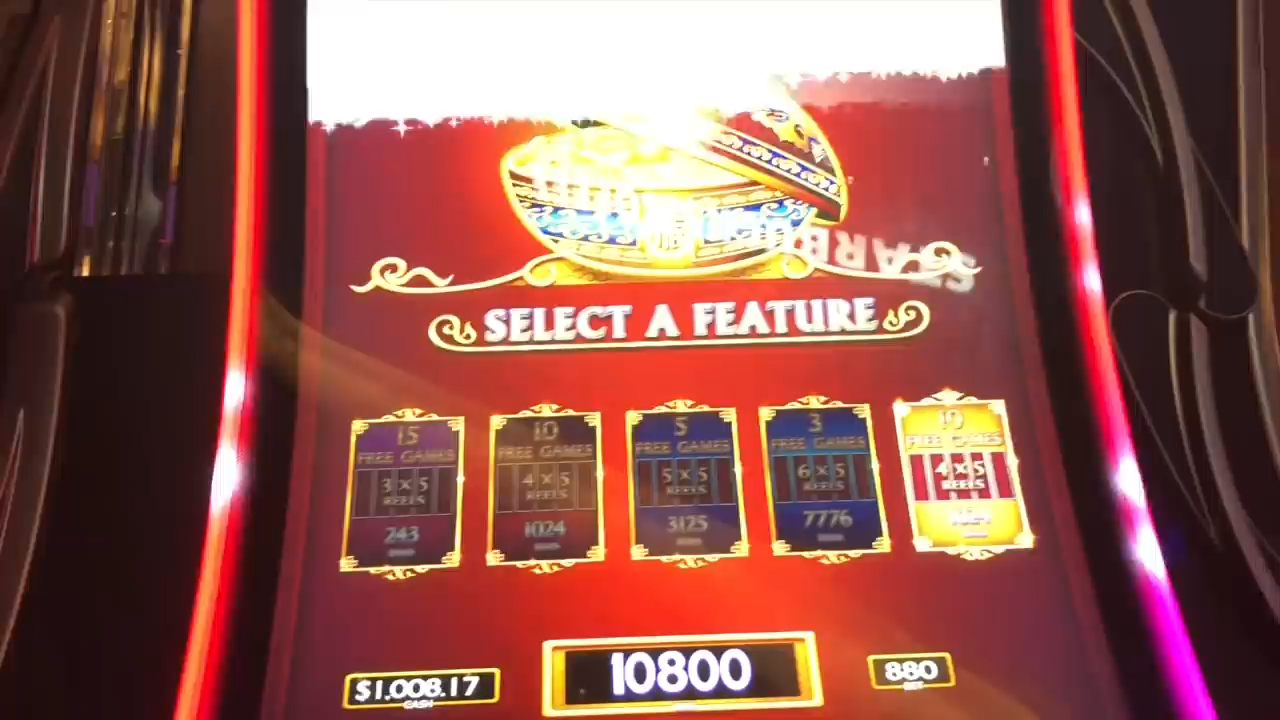 STARBU
SELECT A FEATURE
15
FREE GAMES
3 X 5
REELS
243
10
FREE GAMES
4 X 5
REELS
1024
5
FREE GAMES
5 X 5
REELS
3125
3
FREE GAMES
6 X 5
REELS
7776
10
FREE GAMES
4 X 5
REELS
$1,008.17
CASH
10800
880
BET